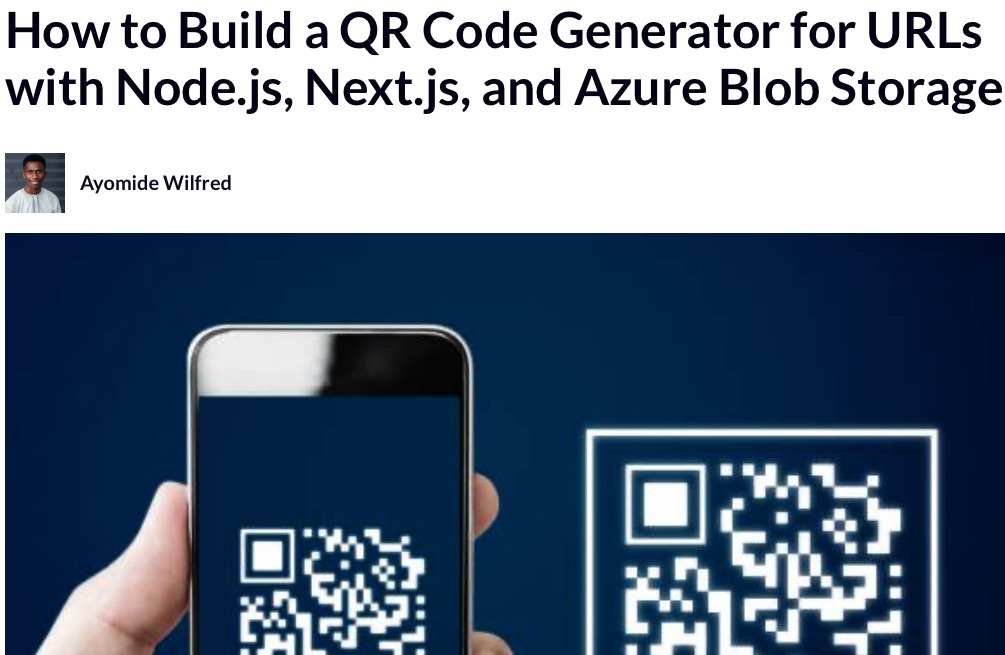 How to Build a QR Code Generator for URLs
with Node.js, Next.js, and Azure Blob Storage
Ayomide Wilfred